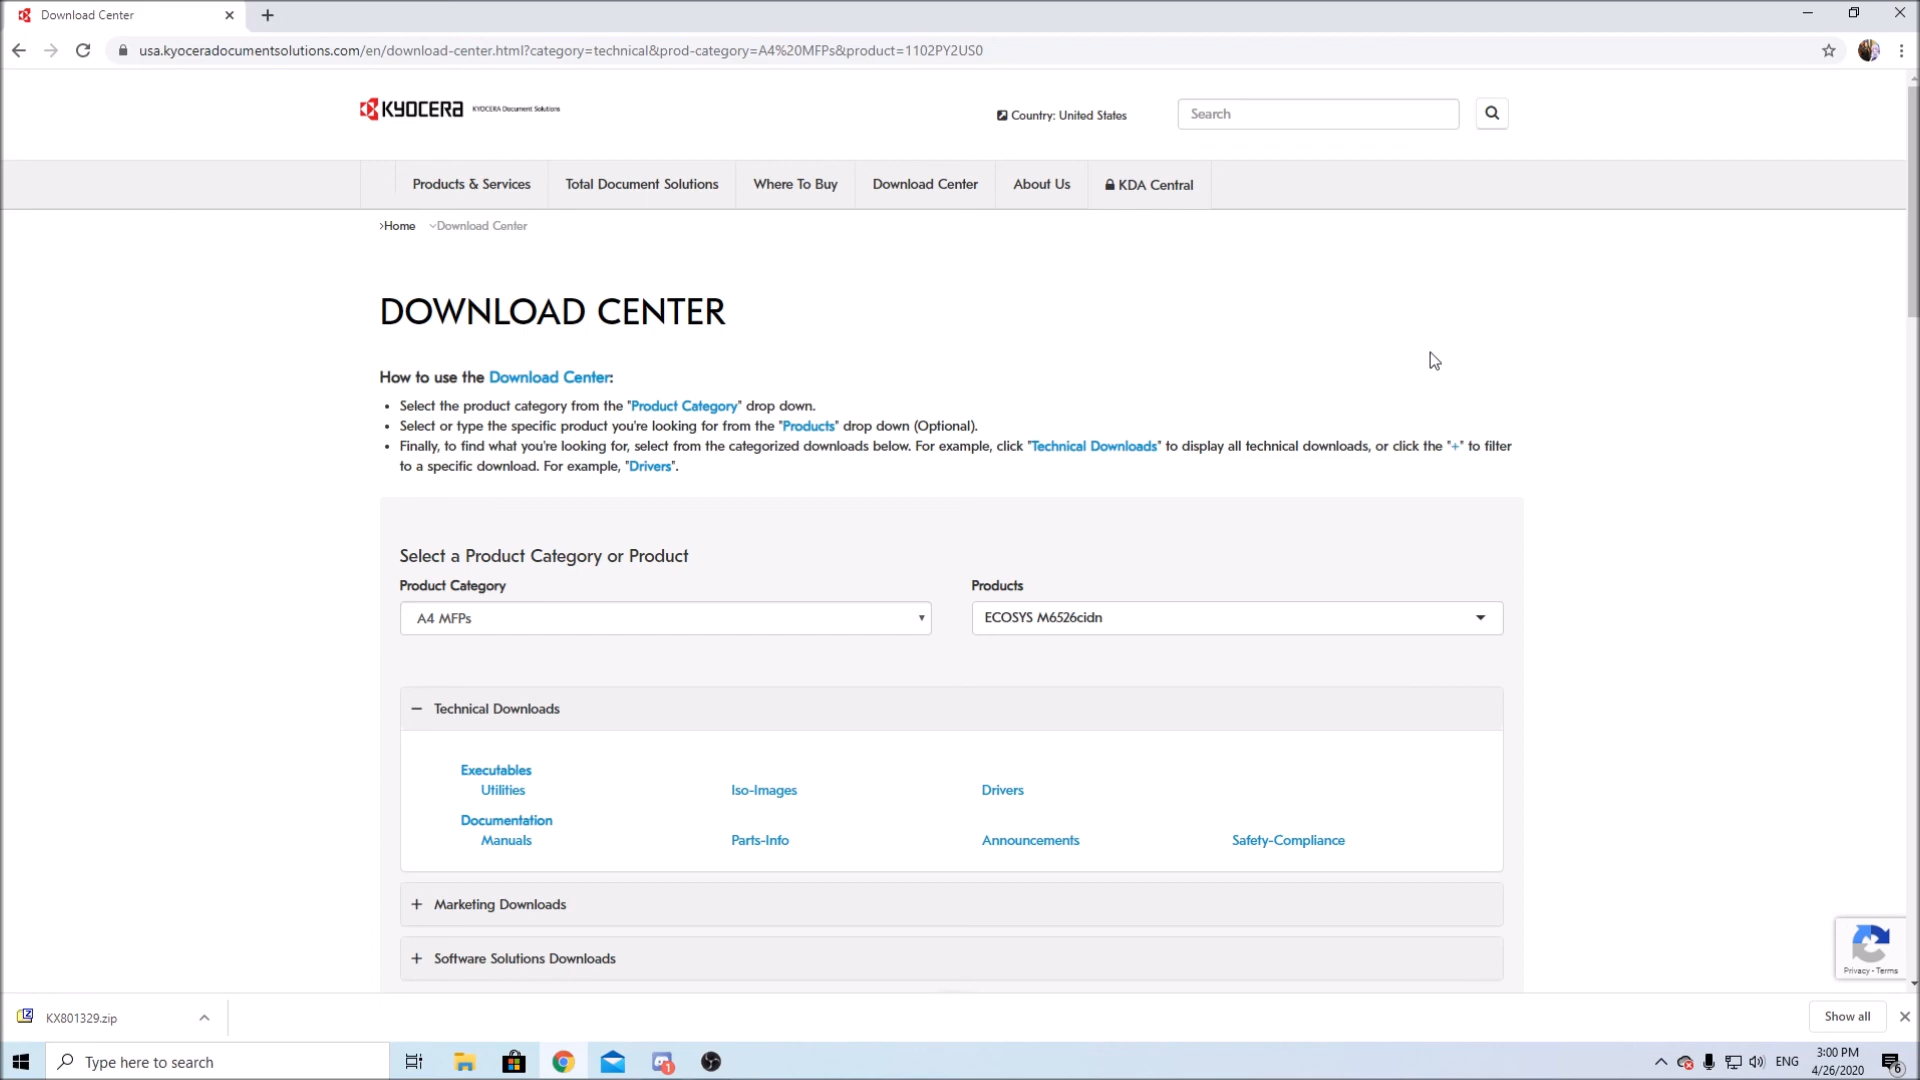 Download Center
usa.kyoceradocumentsolutions.com/en/download-center.html?category=technical&prod-category=A4%20MFPs&product=1102PY2US0
KYOCERA KYOCERA Document Solutions
Country: United States
Search
Products & Services
Total Document Solutions
Where To Buy
Download Center
About Us
KDA Central
Home
Download Center
DOWNLOAD CENTER
How to use the Download Center:
Select the product category from the "Product Category" drop down.
Select or type the specific product you're looking for from the "Products" drop down (Optional).
Finally, to find what you're looking for, select from the categorized downloads below. For example, click "Technical Downloads" to display all technical downloads, or click the "+" to filter
to a specific download. For example, "Drivers".
Select a Product Category or Product
Product Category
Products
A4 MFPs
ECOSYS M6526cidn
Technical Downloads
Executables
Utilities
Iso-Images
Drivers
Documentation
Manuals
Parts-Info
Announcements
Safety-Compliance
+ Marketing Downloads
+ Software Solutions Downloads
Privacy - Terms
KX801329.zip
Show all
Type here to search
1
ENG
3:00 PM
4/26/2020
6